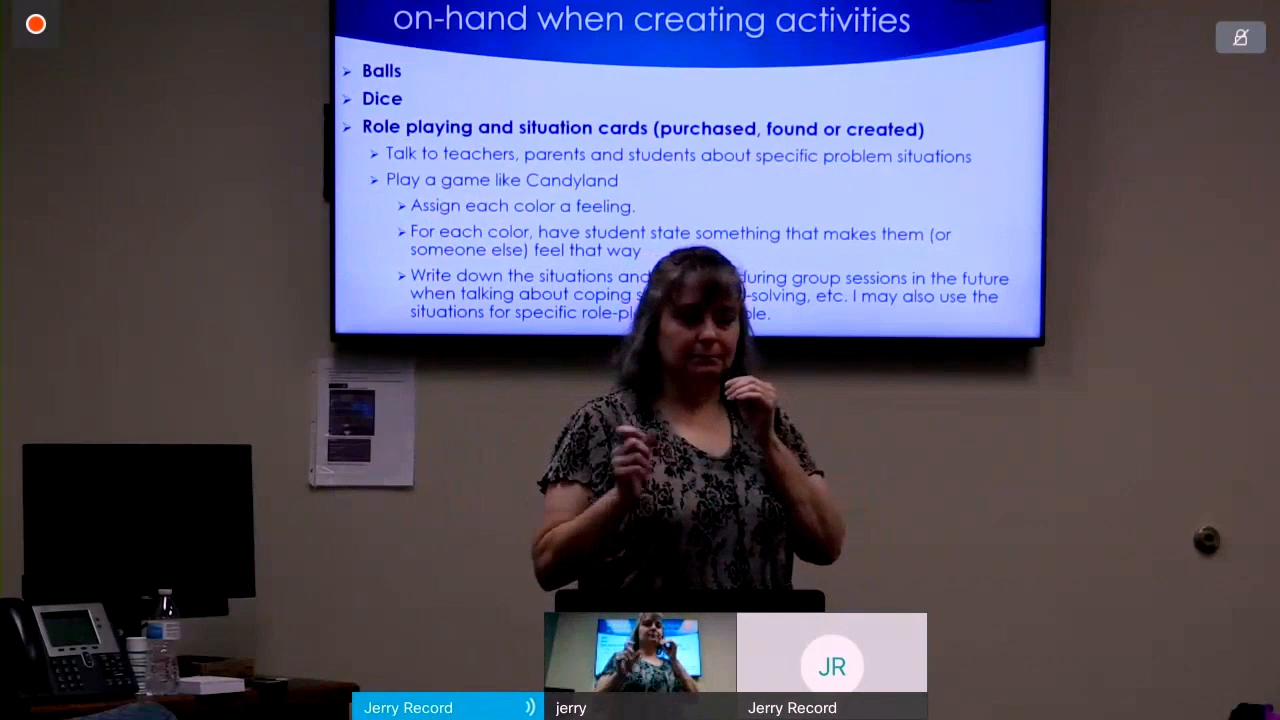 on-hand when creating activities
Balls
Dice
Role playing and situation cards (purchased, found or created)
Talk to teachers, parents and students about specific problem situations
Play a game like Candyland
Assign each color a feeling.
For each color, have student state something that makes them (or
someone else) feel that way
Write down the situations and during group sessions in the future
when talking about coping -solving, etc. I may also use the
situations for specific
JR
Jerry Record
jerry
Jerry Record